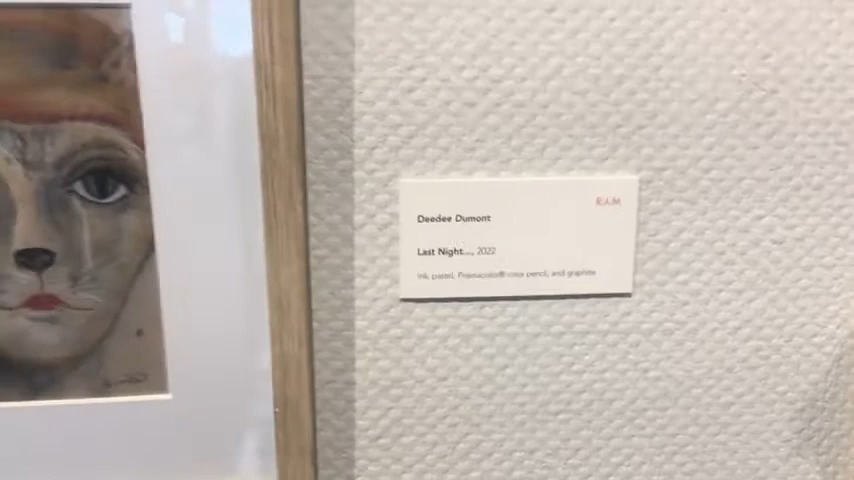 R.A.M
Deedee Dumont
Last Night..., 2022
Ink, pastel, Prismacolor® color pencil, and graphite